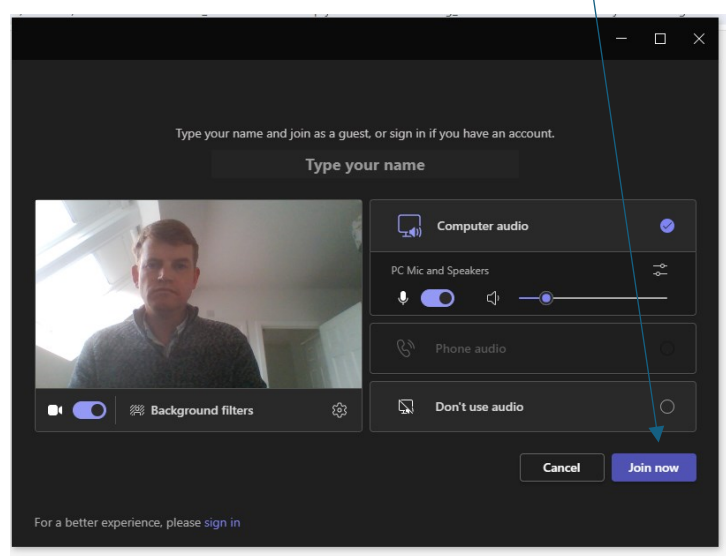 Type your name and join as a guest, or sign in if you have an account.
Type your name
Computer audio
PC Mic and Speakers
Phone audio
Don't use audio
Background filters
Cancel
Join now
For a better experience, please sign in